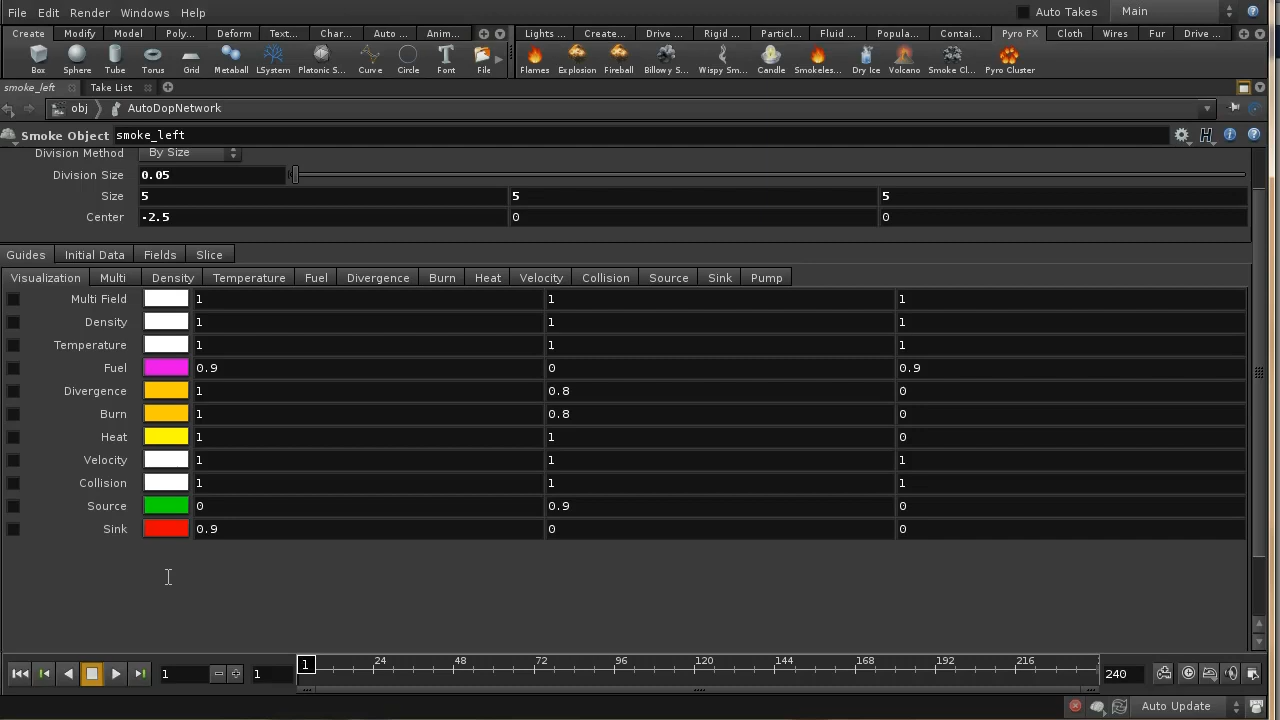 File Edit Render Windows Help Auto Takes Main
Create Modify Model Poly... Deform Text... Char... Auto ... Anim... Lights ... Create... Drive ... Rigid ... Particl... Fluid ... Popula... Contai... Pyro FX Cloth Wires Fur Drive ...
Box Sphere Tube Torus Grid Metaball LSystem Platonic S... Curve Circle Font File Flames Explosion Fireball Billowy S... Wispy Sm... Candle Smokeles... Dry Ice Volcano Smoke Cl... Pyro Cluster
smoke_left Take List
obj AutoDopNetwork
Smoke Object smoke_left
Division Method By Size
Division Size 0.05
Size 5 5 5
Center -2.5 0 0
Guides Initial Data Fields Slice
Visualization Multi Density Temperature Fuel Divergence Burn Heat Velocity Collision Source Sink Pump
Multi Field 1 1 1
Density 1 1 1
Temperature 1 1 1
Fuel 0.9 0 0.9
Divergence 1 0.8 0
Burn 1 0.8 0
Heat 1 1 0
Velocity 1 1 1
Collision 1 1 1
Source 0 0.9 0
Sink 0.9 0 0
1 1 1 24 48 72 96 120 144 168 192 216 240
Auto Update